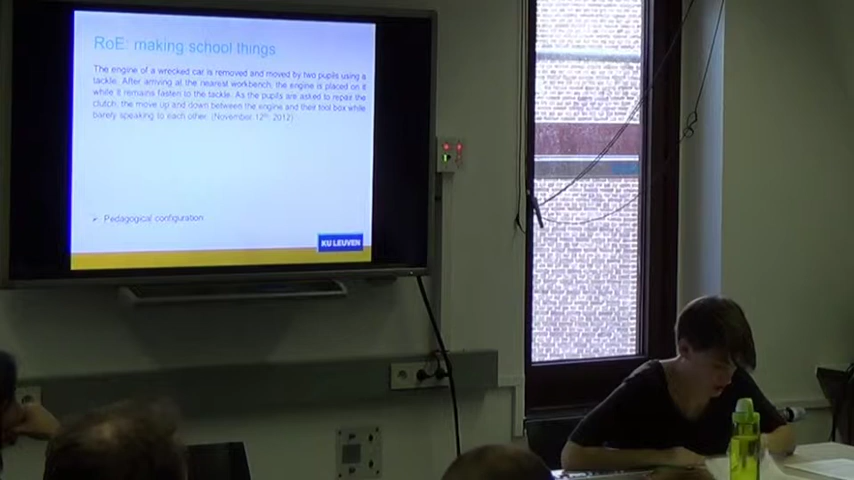 RoE: making school things
The engine of a wrecked car is removed and moved by two pupils using a
tackle. After arriving at the nearest workbench, the engine is placed on it
while it remains fasten to the tackle. As the pupils are asked to repair the
clutch, the move up and down between the engine and their tool box while
barely speaking to each other. (November 12th, 2012)
➢ Pedagogical configuration
KU LEUVEN